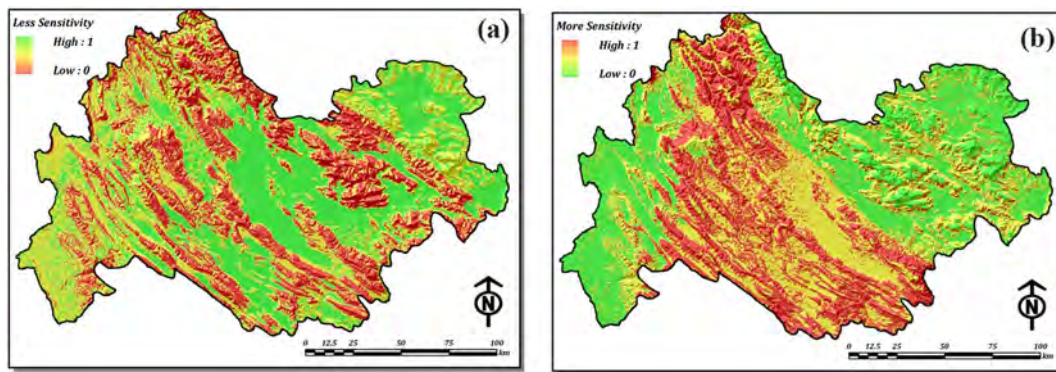 Less Sensitivity
High : 1
Low : 0
(a)
N
0 12.5 25 50 75 100
km
More Sensitivity
High : 1
Low : 0
(b)
N
0 12.5 25 50 75 100
km